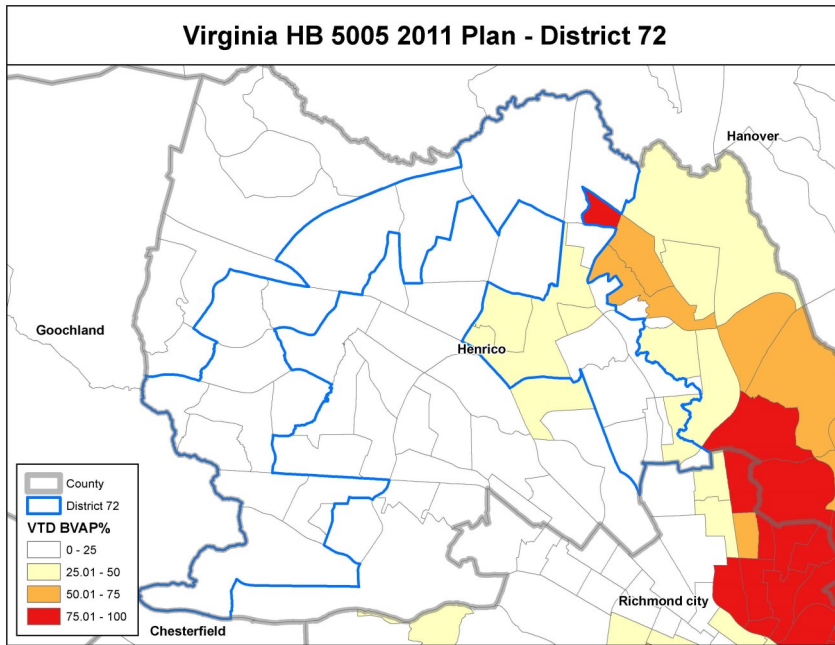 Virginia HB 5005 2011 Plan - District 72
Hanover
Goochland
Henrico
County
District 72
VTD BVAP%
0 - 25
25.01 - 50
50.01 - 75
75.01 - 100
Richmond city
Chesterfield